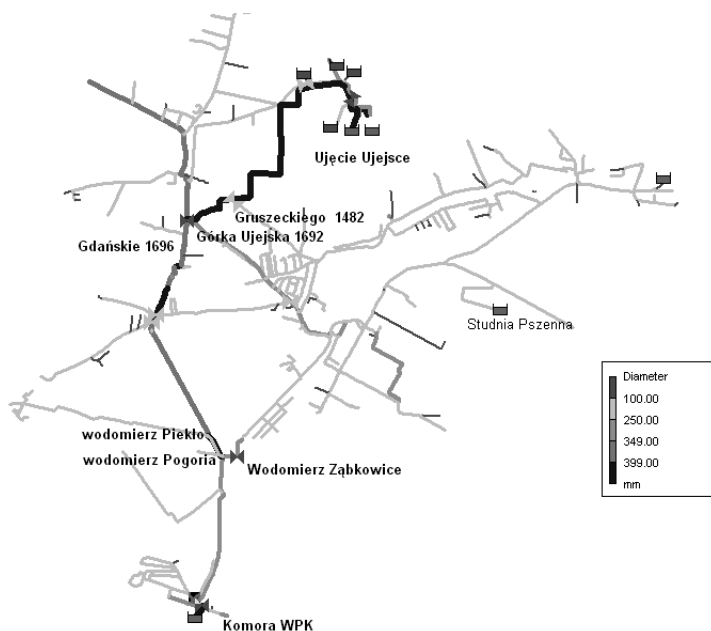 Ujęcie Ujejsce
Gruszeckiego 1482
Górka Ujejska 1692
Gdańskie 1696
Studnia Pszenna
Diameter
100.00
250.00
349.00
399.00
mm
wodomierz Piekło
wodomierz Pogoria
Wodomierz Ząbkowice
Komora WPK